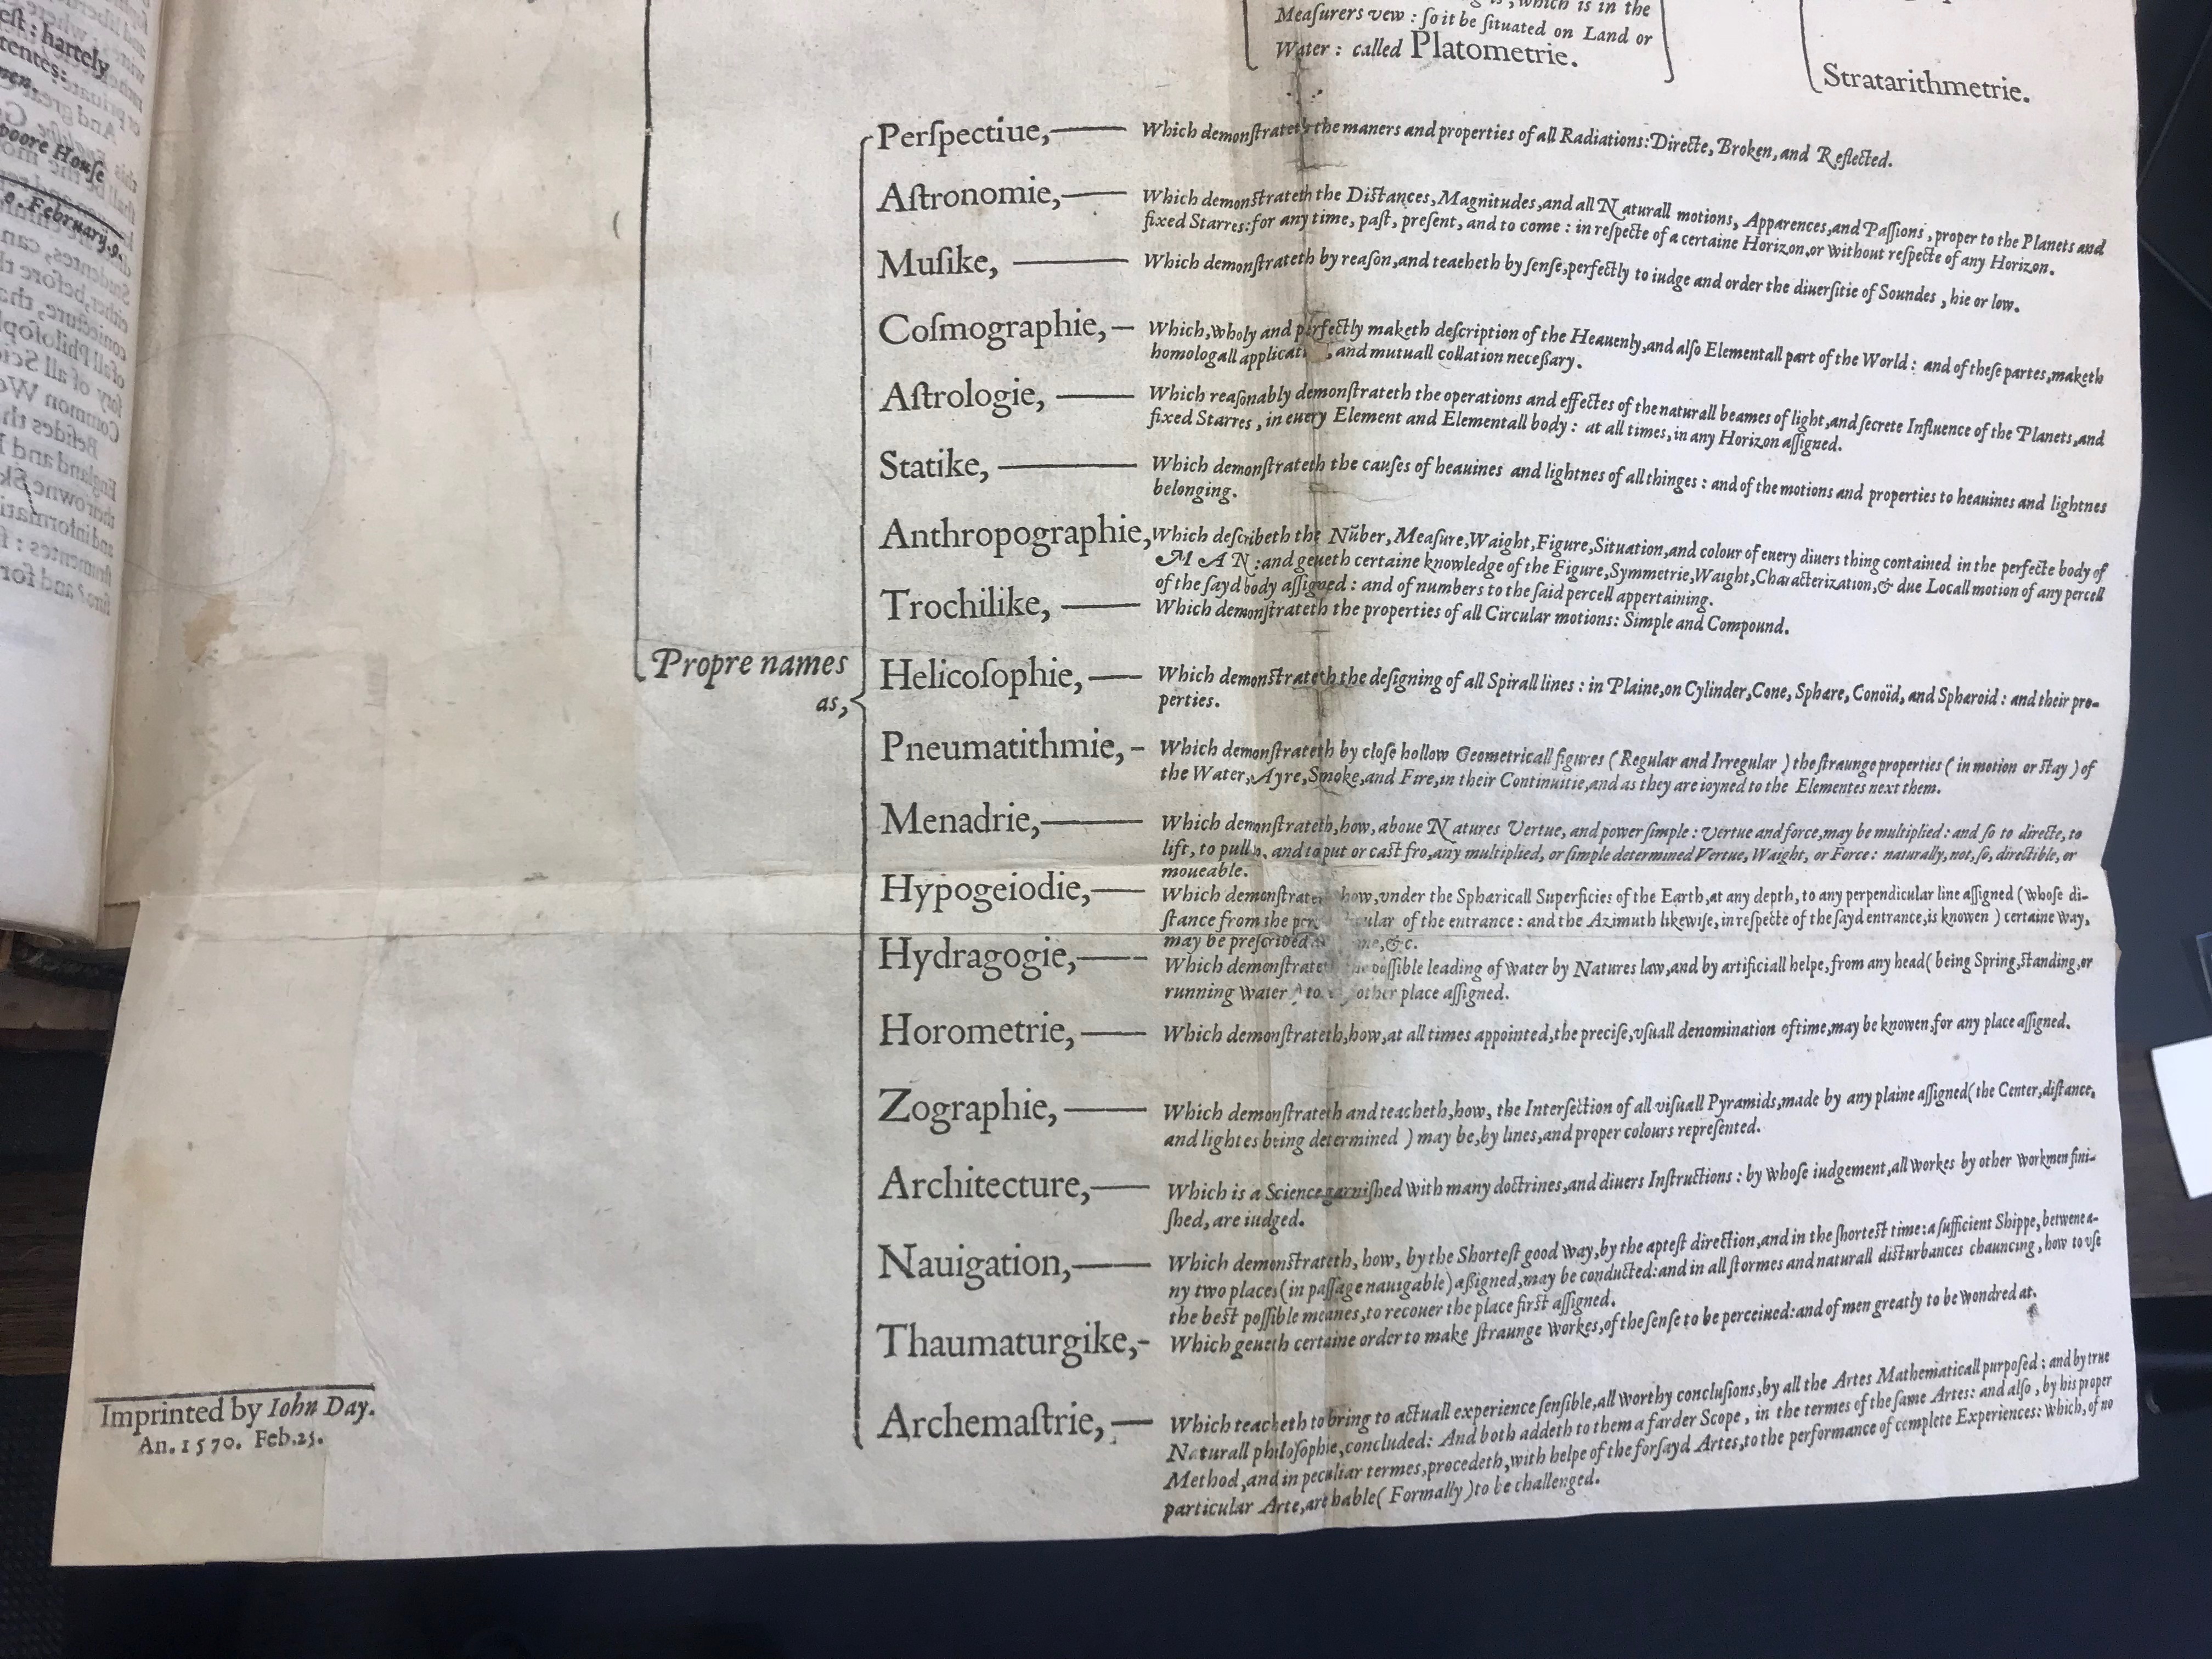 est : hartely
tentes:
poore Houſe
February.9.
g is, which is in the
Meaſurers vew : ſo it be ſituated on Land or
Water : called Platometrie.
Stratarithmetrie.
Propre names
as,
Perſpectiue, Which demonſtrateth the maners and properties of all Radiations: Directe, Broken, and Reflected.
Aſtronomie, Which demonſtrateth the Diſtances, Magnitudes, and all Naturall motions, Apparences, and Paſſions, proper to the Planets and
fixed Starres: for any time, paſt, present, and to come : in reſpecte of a certaine Horizon, or without reſpecte of any Horizon.
Muſike, Which demonſtrateth by reaſon, and teacheth by ſenſe, perfectly to iudge and order the diuerſitie of Soundes, hie or low.
Coſmographie, Which, wholy and perfectly maketh deſcription of the Heauenly, and alſo Elementall part of the World : and of theſe partes, maketh
homologall applicati , and mutuall collation neceßary.
Aſtrologie, Which reaſonably demonſtrateth the operations and effectes of the naturall beames of light, and ſecrete Influence of the Planets, and
fixed Starres, in euery Element and Elementall body : at all times, in any Horizon aſſigned.
Statike, Which demonſtrateth the cauſes of heauines and lightnes of all thinges : and of the motions and properties to heauines and lightnes
belonging.
Anthropographie, Which deſcribeth the Nũber, Meaſure, Waight, Figure, Situation, and colour of euery diuers thing contained in the perfecte body of
MAN: and geueth certaine knowledge of the Figure, Symmetrie, Waight, Characterization, & due Locall motion of any percell
of the ſayd body aſſigned : and of numbers to the ſaid percell appertaining.
Trochilike, Which demonſtrateth the properties of all Circular motions: Simple and Compound.
Helicoſophie, Which demonſtrateth the deſigning of all Spirall lines : in Plaine, on Cylinder, Cone, Sphære, Conoïd, and Sphæroid : and their pro-
perties.
Pneumatithmie, Which demonſtrateth by cloſe hollow Geometricall figures ( Regular and Irregular ) the ſtraunge properties ( in motion or ſtay ) of
the Water, Ayre, Smoke, and Fire, in their Continuitie, and as they are ioyned to the Elementes next them.
Menadrie, Which demonſtrateth, how, aboue Natures Vertue, and power ſimple : Vertue and force, may be multiplied : and ſo to directe, to
lift, to pull , and to put or caſt fro, any multiplied, or ſimple determined Vertue, Waight, or Force : naturally, not, ſo, directible, or
moueable.
Hypogeiodie, Which demonſtrate how, vnder the Sphæricall Superficies of the Earth, at any depth, to any perpendicular line aſſigned ( whoſe di-
ſtance from the per cular of the entrance : and the Azimuth likewiſe, in reſpecte of the ſayd entrance, is knowen ) certaine way,
may be preſcribed , &c.
Hydragogie, Which demonſtrate the poſſible leading of water by Natures law, and by artificiall helpe, from any head ( being Spring, ſtanding, or
running water ) to other place aſſigned.
Horometrie, Which demonſtrateth, how, at all times appointed, the preciſe, vſuall denomination of time, may be knowen, for any place aſſigned.
Zographie, Which demonſtrateth and teacheth, how, the Interſection of all viſuall Pyramids, made by any plaine aſſigned ( the Center, diſtance,
and lightes being determined ) may be, by lines, and proper colours repreſented.
Architecture, Which is a Science garniſhed with many doctrines, and diuers Inſtructions : by whoſe iudgement, all workes by other workmen fini-
ſhed, are iudged.
Nauigation, Which demonſtrateth, how, by the Shorteſt good way, by the apteſt direction, and in the ſhorteſt time : a ſufficient Shippe, betwene a-
ny two places (in paſſage nauigable) aßigned, may be conducted: and in all ſtormes and naturall diſturbances chauncing, how to vſe
the beſt poſſible meanes, to recouer the place firſt aſſigned.
Thaumaturgike, Which geueth certaine order to make ſtraunge workes, of the ſenſe to be perceiued: and of men greatly to be wondred at.
Archemaſtrie, Which teacheth to bring to actuall experience ſenſible, all worthy concluſions, by all the Artes Mathematicall purpoſed : and by true
Naturall philoſophie, concluded : And both addeth to them a farder Scope, in the termes of the ſame Artes : and alſo, by his proper
Method, and in peculiar termes, procedeth, with helpe of the forſayd Artes, to the performance of complete Experiences: which, of no
particular Arte, are hable ( Formally ) to be challenged.
Imprinted by Iohn Day.
An. 1570. Feb.25.